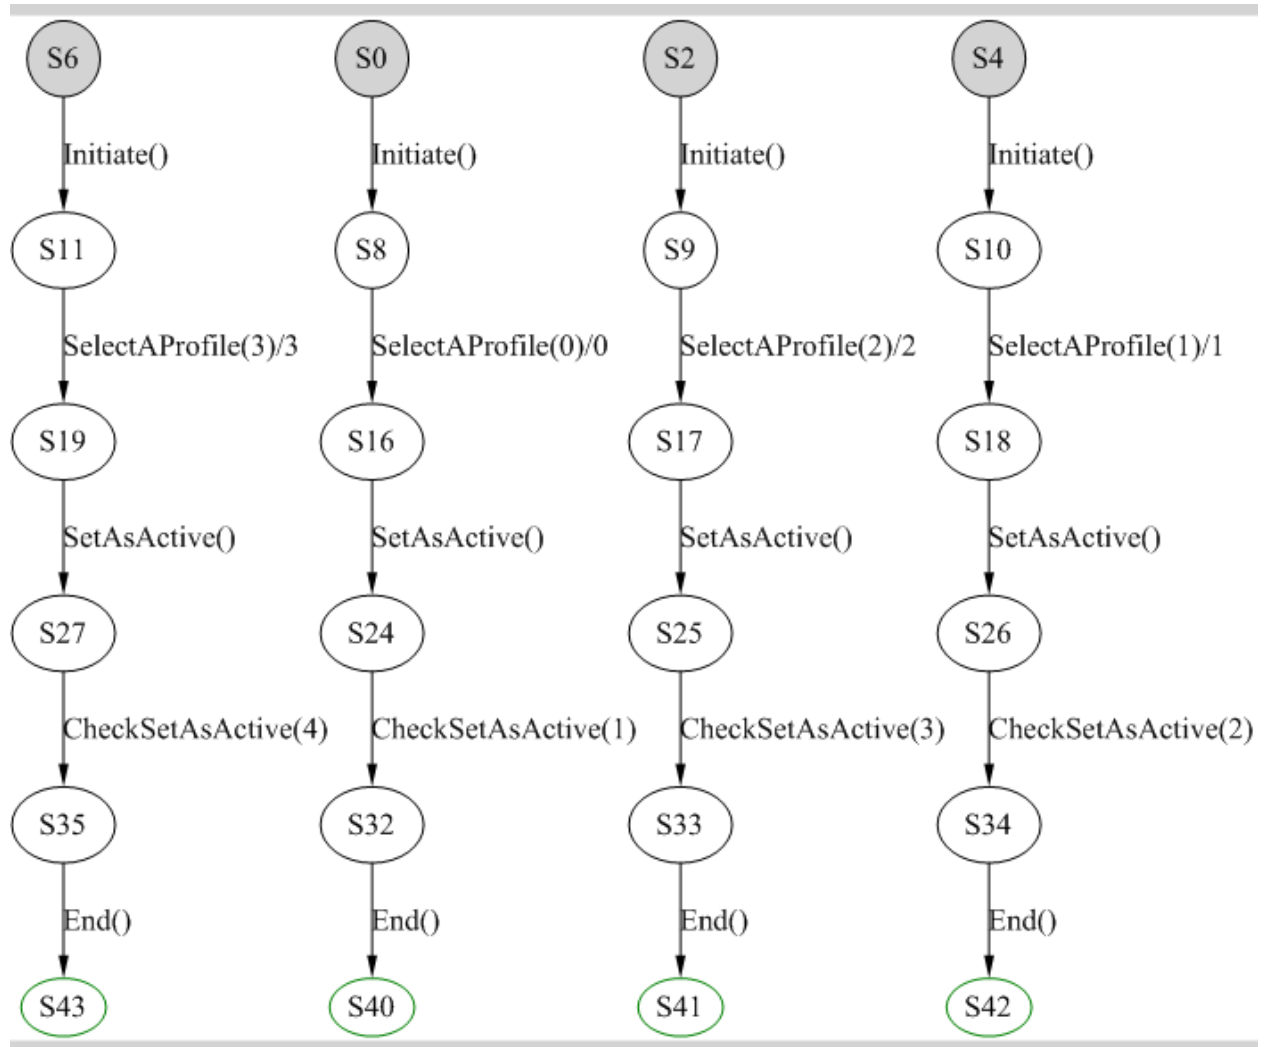 S6 S0 S2 S4
Initiate() Initiate() Initiate() Initiate()
S11 S8 S9 S10
SelectAProfile(3)/3 SelectAProfile(0)/0 SelectAProfile(2)/2 SelectAProfile(1)/1
S19 S16 S17 S18
SetAsActive() SetAsActive() SetAsActive() SetAsActive()
S27 S24 S25 S26
CheckSetAsActive(4) CheckSetAsActive(1) CheckSetAsActive(3) CheckSetAsActive(2)
S35 S32 S33 S34
End() End() End() End()
S43 S40 S41 S42